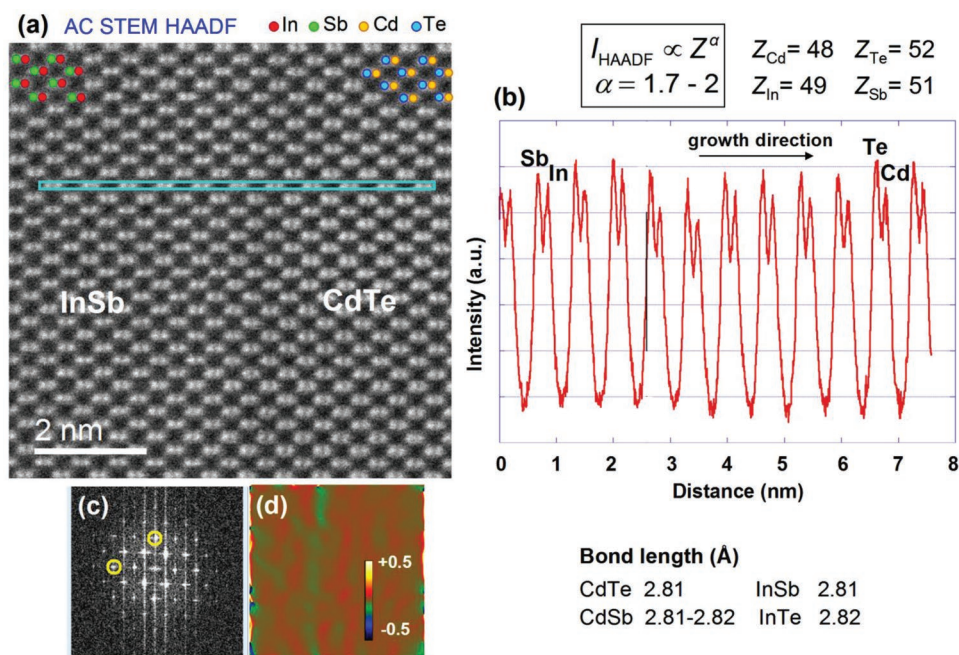 (a) AC STEM HAADF In Sb Cd Te
InSb CdTe
2 nm
I_HAADF ∝ Z^α
α = 1.7 - 2
Z_Cd = 48 Z_Te = 52
Z_In = 49 Z_Sb = 51
(b)
growth direction
Sb In Te Cd
Intensity (a.u.)
0 1 2 3 4 5 6 7 8
Distance (nm)
(c) (d)
+0.5
-0.5
Bond length (Å)
CdTe 2.81 InSb 2.81
CdSb 2.81-2.82 InTe 2.82